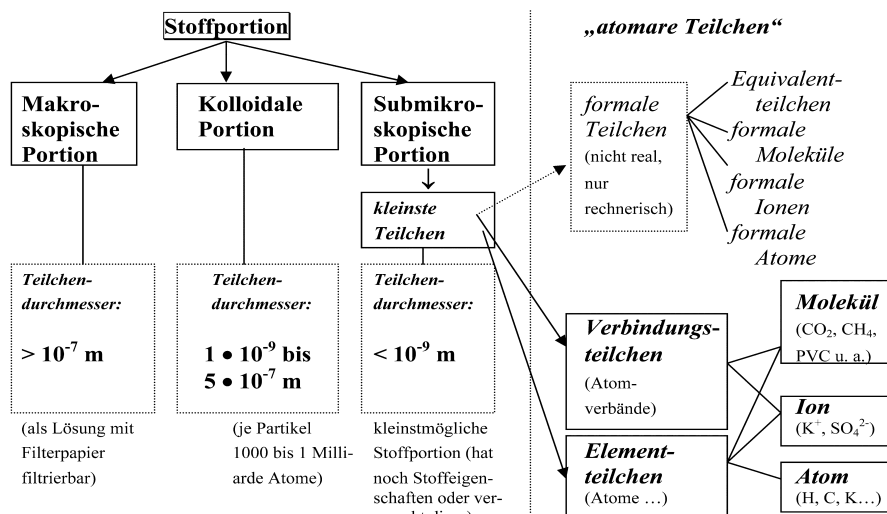 Stoffportion
„atomare Teilchen“
Makro-
skopische
Portion
Kolloidale
Portion
Submikro-
skopische
Portion
kleinste
Teilchen
formale
Teilchen
(nicht real,
nur
rechnerisch)
Equivalent-
teilchen
formale
Moleküle
formale
Ionen
formale
Atome
Teilchen-
durchmesser:
> 10⁻⁷ m
Teilchen-
durchmesser:
1 • 10⁻⁹ bis
5 • 10⁻⁷ m
Teilchen-
durchmesser:
< 10⁻⁹ m
(als Lösung mit
Filterpapier
filtrierbar)
(je Partikel
1000 bis 1 Milli-
arde Atome)
kleinstmögliche
Stoffportion (hat
noch Stoffeigen-
schaften oder ver-
Verbindungs-
teilchen
(Atom-
verbände)
Element-
teilchen
(Atome …)
Molekül
(CO₂, CH₄,
PVC u. a.)
Ion
(K⁺, SO₄²⁻)
Atom
(H, C, K…)